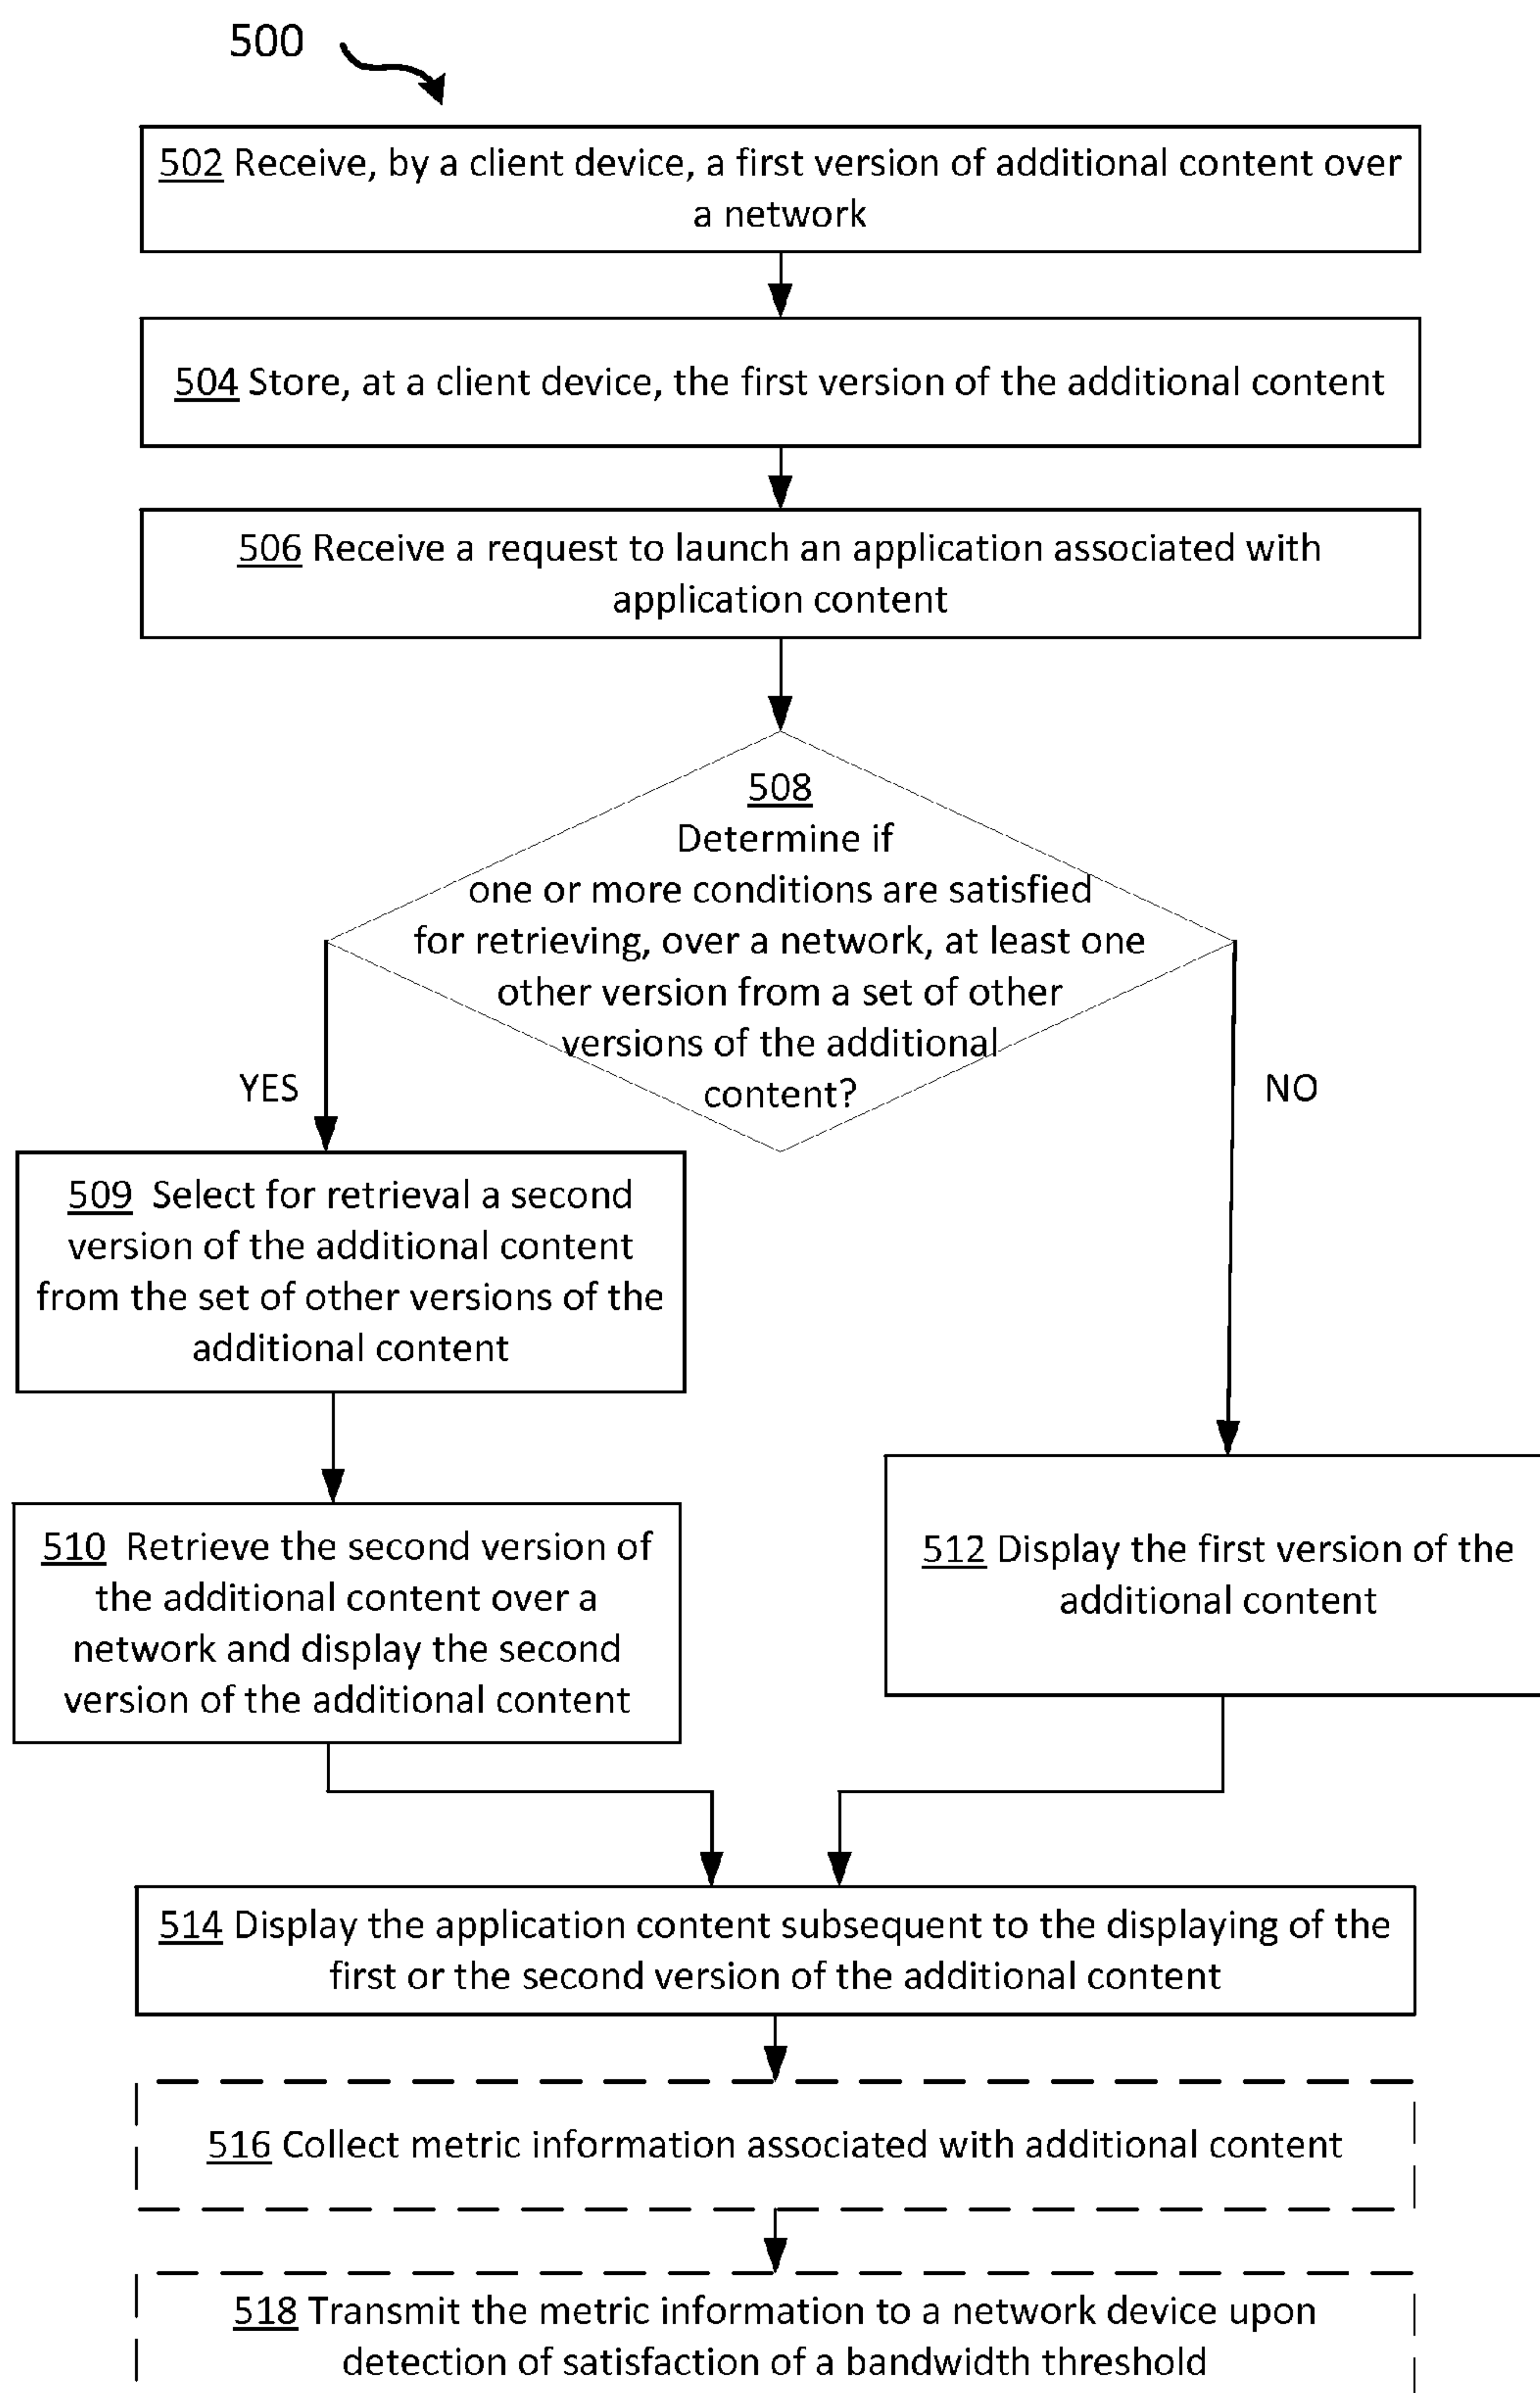 500
502 Receive, by a client device, a first version of additional content over
a network
504 Store, at a client device, the first version of the additional content
506 Receive a request to launch an application associated with
application content
508
Determine if
one or more conditions are satisfied
for retrieving, over a network, at least one
other version from a set of other
versions of the additional
content?
YES
NO
509 Select for retrieval a second
version of the additional content
from the set of other versions of the
additional content
510 Retrieve the second version of
the additional content over a
network and display the second
version of the additional content
512 Display the first version of the
additional content
514 Display the application content subsequent to the displaying of the
first or the second version of the additional content
516 Collect metric information associated with additional content
518 Transmit the metric information to a network device upon
detection of satisfaction of a bandwidth threshold